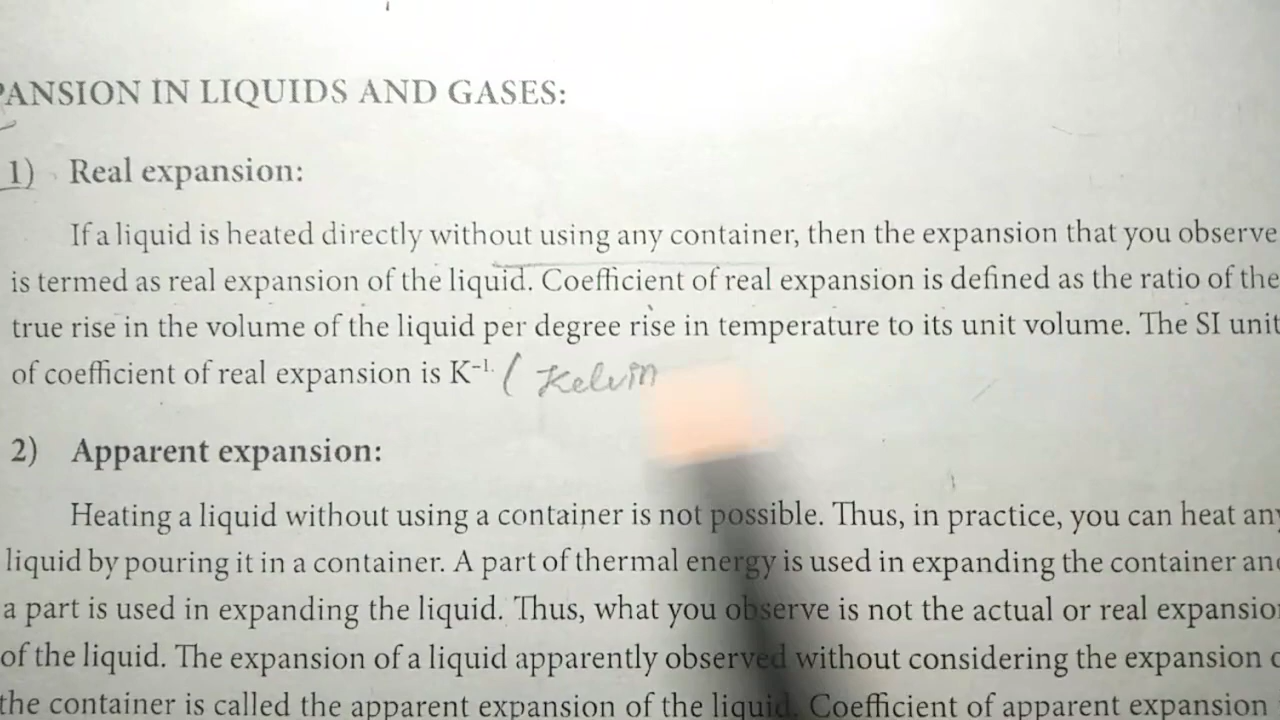 PANSION IN LIQUIDS AND GASES:
1) Real expansion:
If a liquid is heated directly without using any container, then the expansion that you observe
is termed as real expansion of the liquid. Coefficient of real expansion is defined as the ratio of the
true rise in the volume of the liquid per degree rise in temperature to its unit volume. The SI unit
of coefficient of real expansion is K⁻¹. ( Kelvin
2) Apparent expansion:
Heating a liquid without using a container is not possible. Thus, in practice, you can heat any
liquid by pouring it in a container. A part of thermal energy is used in expanding the container and
a part is used in expanding the liquid. Thus, what you observe is not the actual or real expansion
of the liquid. The expansion of a liquid apparently observed without considering the expansion
the container is called the apparent expansion of the liquid. Coefficient of apparent expansion